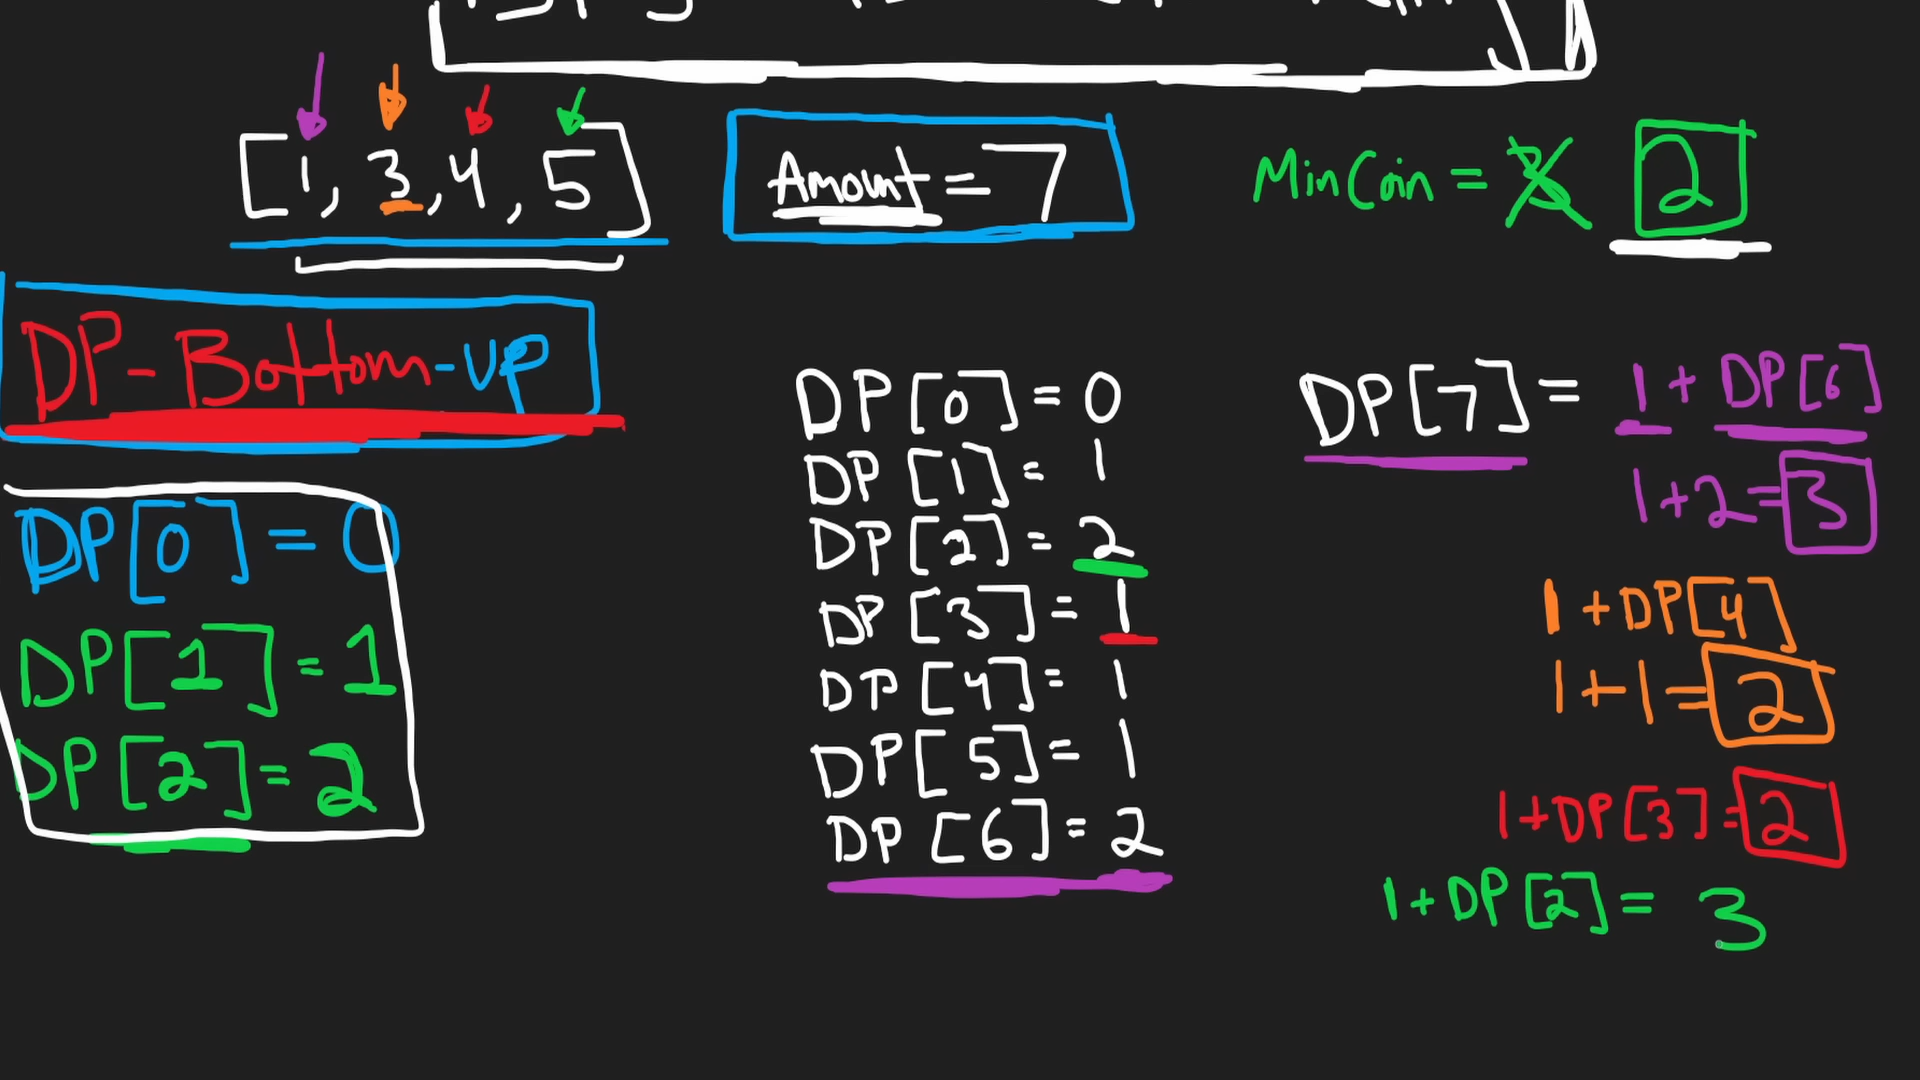 [1, 3, 4, 5]
Amount = 7
MinCoin = 2
DP-Bottom-UP
DP[0] = 0
DP[1] = 1
DP[2] = 2
DP[0] = 0
DP[1] = 1
DP[2] = 2
DP[3] = 1
DP[4] = 1
DP[5] = 1
DP[6] = 2
DP[7] = 1 + DP[6]
1+2=3
1+DP[4]
1+1=2
1+DP[3]=2
1+DP[2]= 3